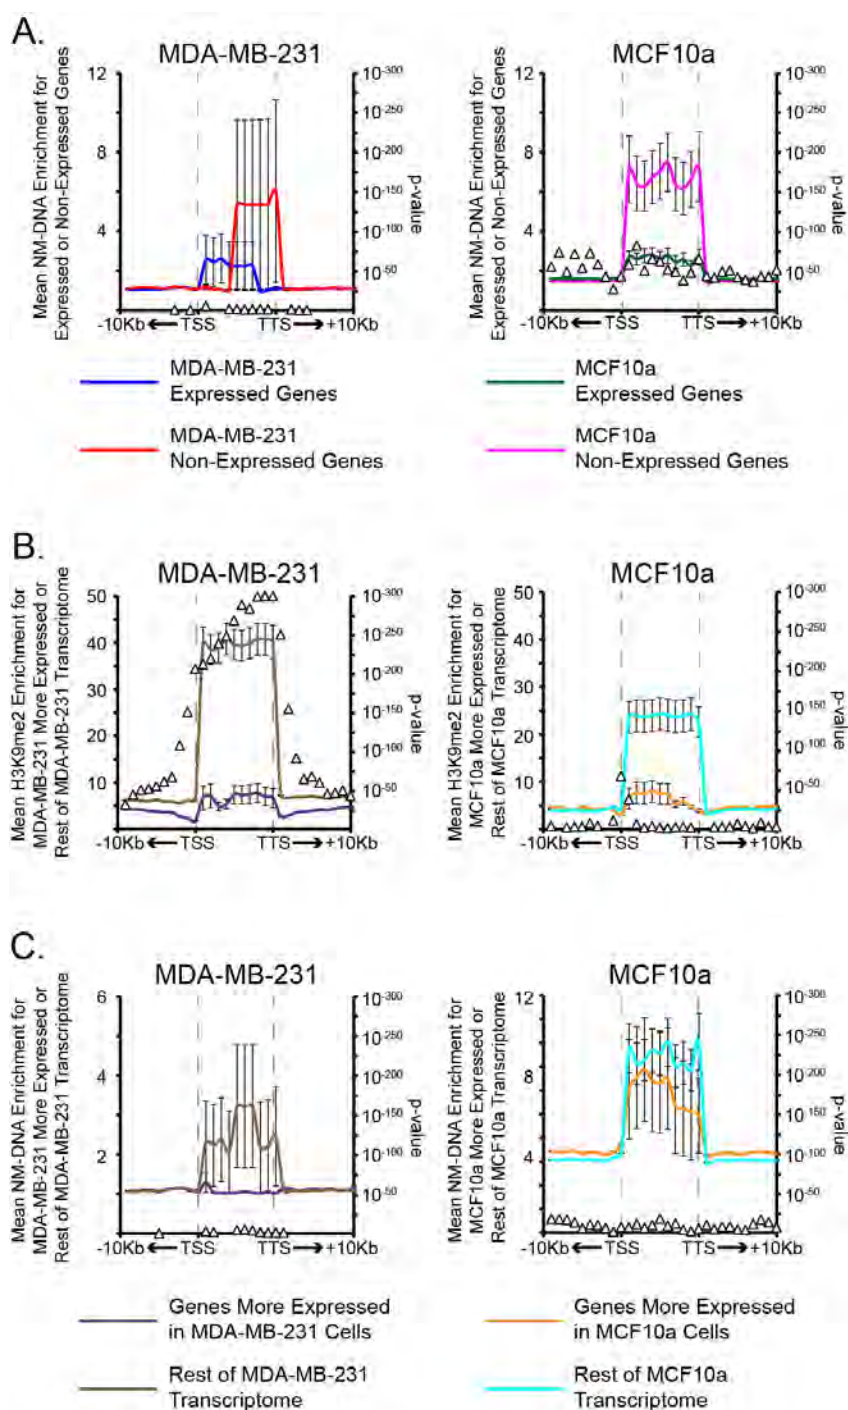 A.
MDA-MB-231
MCF10a
Mean NM-DNA Enrichment for
Expressed or Non-Expressed Genes
12
8
4
2
10-300
10-250
10-200
10-150
10-100
10-50
p-value
-10Kb TSS TTS +10Kb
Mean NM-DNA Enrichment for
Expressed or Non-Expressed Genes
12
8
4
2
10-300
10-250
10-200
10-150
10-100
10-50
p-value
-10Kb TSS TTS +10Kb
MDA-MB-231
Expressed Genes
MCF10a
Expressed Genes
MDA-MB-231
Non-Expressed Genes
MCF10a
Non-Expressed Genes
B.
MDA-MB-231
MCF10a
Mean H3K9me2 Enrichment for
MDA-MB-231 More Expressed or
Rest of MDA-MB-231 Transcriptome
50
40
30
20
10
5
10-300
10-250
10-200
10-150
10-100
10-50
p-value
-10Kb TSS TTS +10Kb
Mean H3K9me2 Enrichment for
MCF10a More Expressed or
Rest of MCF10a Transcriptome
50
40
30
20
10
5
10-300
10-250
10-200
10-150
10-100
10-50
p-value
-10Kb TSS TTS +10Kb
C.
MDA-MB-231
MCF10a
Mean NM-DNA Enrichment for
MDA-MB-231 More Expressed or
Rest of MDA-MB-231 Transcriptome
6
4
2
10-300
10-250
10-200
10-150
10-100
10-50
p-value
-10Kb TSS TTS +10Kb
Mean NM-DNA Enrichment for
MCF10a More Expressed or
Rest of MCF10a Transcriptome
12
8
4
10-300
10-250
10-200
10-150
10-100
10-50
p-value
-10Kb TSS TTS +10Kb
Genes More Expressed
in MDA-MB-231 Cells
Genes More Expressed
in MCF10a Cells
Rest of MDA-MB-231
Transcriptome
Rest of MCF10a
Transcriptome